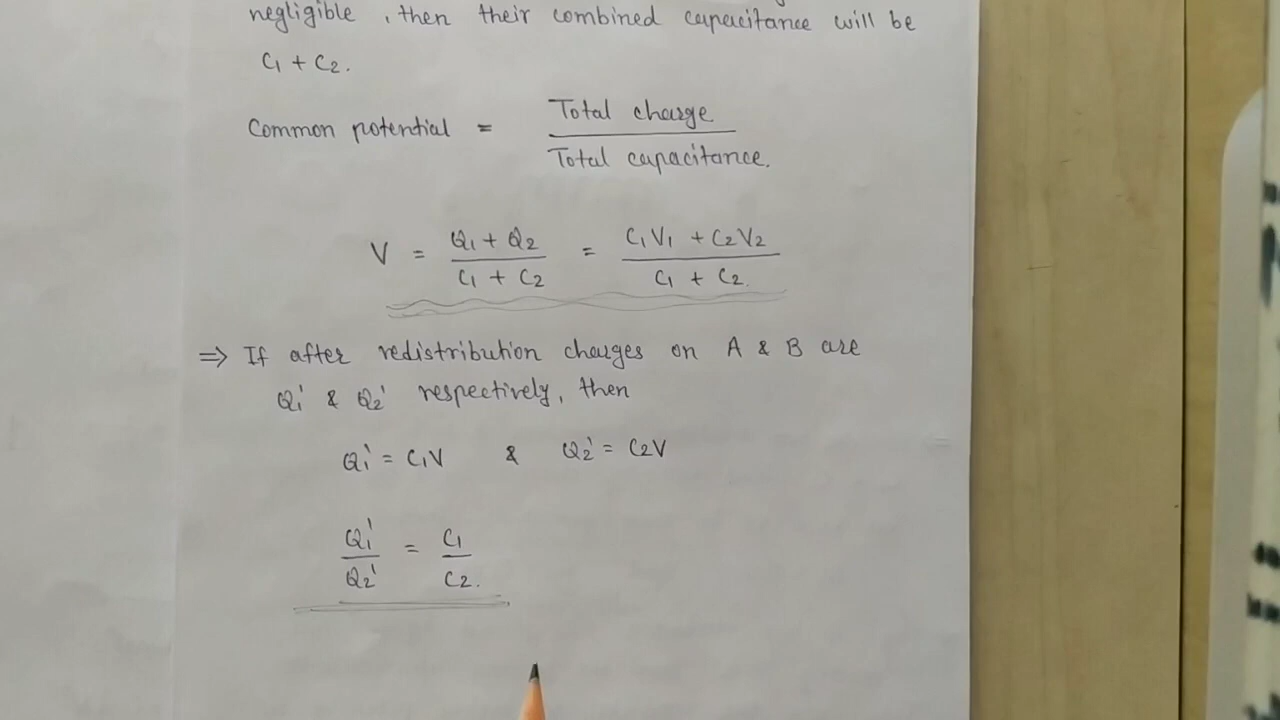 negligible, then their combined capacitance will be
C1 + C2.
Common potential = Total charge / Total capacitance.
V = Q1 + Q2 / C1 + C2 = C1V1 + C2V2 / C1 + C2.
⇒ If after redistribution charges on A & B are
Q1' & Q2' respectively, then
Q1' = C1V & Q2' = C2V
Q1' / Q2' = C1 / C2.